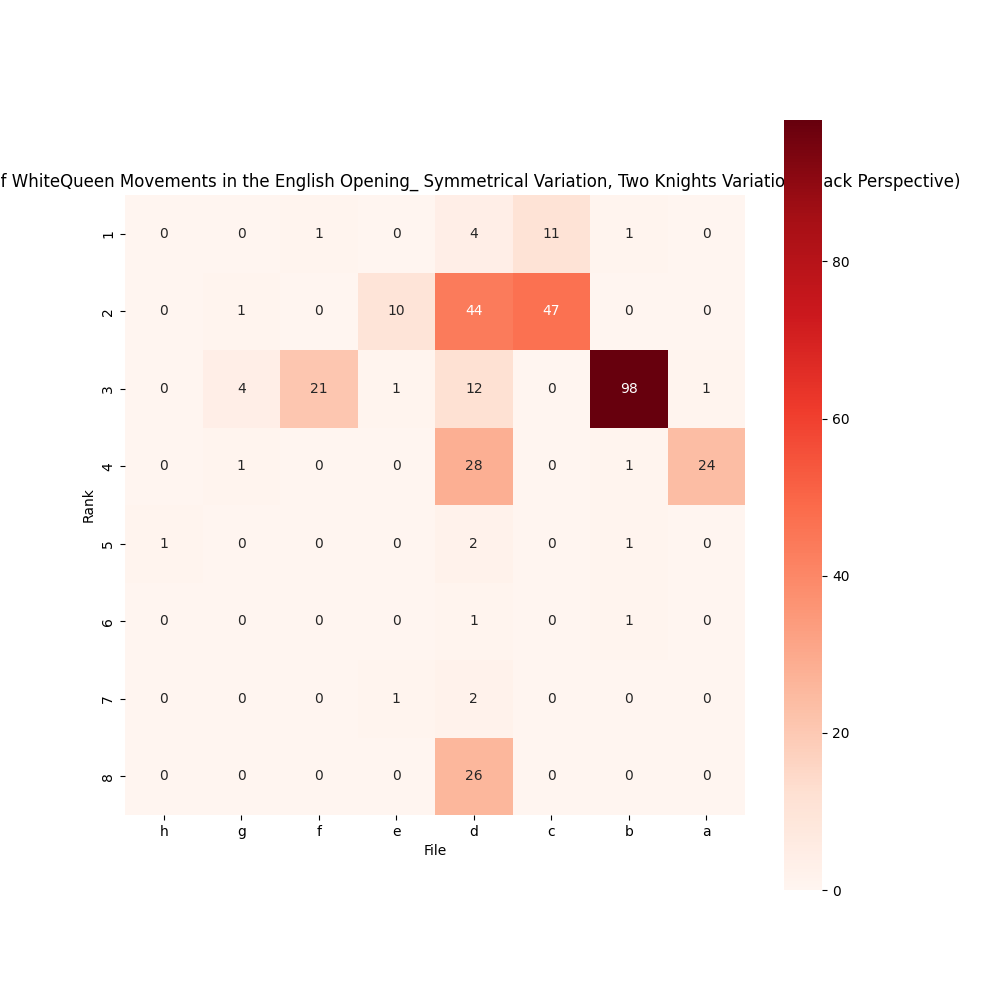 WhiteQueen Movements in the English Opening_ Symmetrical Variation, Two Knights Perspective)
1 0 0 1 0 4 11 1 0
2 0 1 0 10 44 47 0 0
3 0 4 21 1 12 0 98 1
4 0 1 0 0 28 0 1 24
5 1 0 0 0 2 0 1 0
6 0 0 0 0 1 0 1 0
7 0 0 0 1 2 0 0 0
8 0 0 0 0 26 0 0 0
h g f e d c b a
Rank
File
80
60
40
20
0